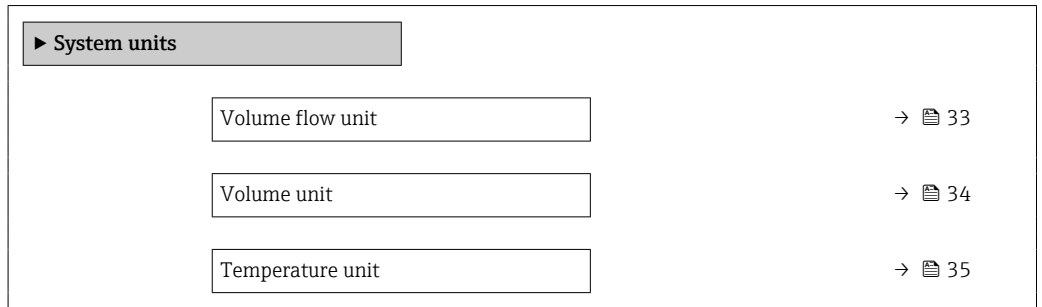 ▶ System units
Volume flow unit → 33
Volume unit → 34
Temperature unit → 35